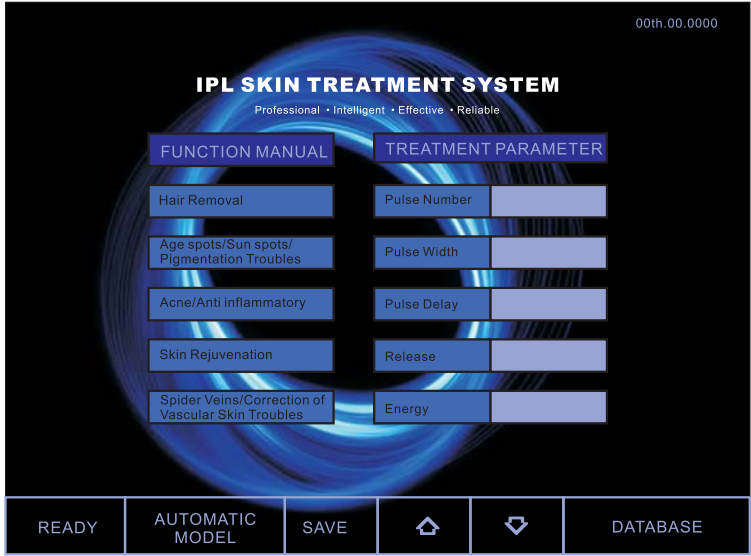 00th.00.0000
IPL SKIN TREATMENT SYSTEM
Professional • Intelligent • Effective • Reliable
FUNCTION MANUAL
Hair Removal
Age spots/Sun spots/
Pigmentation Troubles
Acne/Anti inflammatory
Skin Rejuvenation
Spider Veins/Correction of
Vascular Skin Troubles
TREATMENT PARAMETER
Pulse Number
Pulse Width
Pulse Delay
Release
Energy
READY
AUTOMATIC
MODEL
SAVE
DATABASE